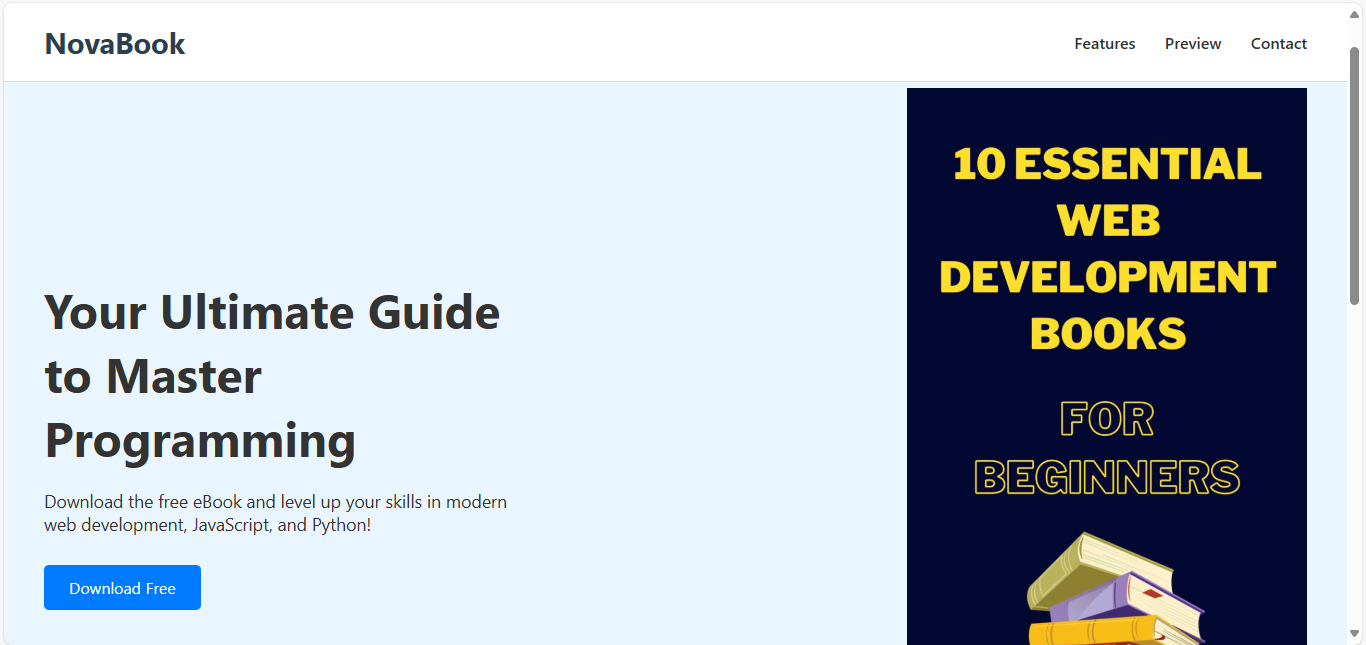 NovaBook
Features Preview Contact
Your Ultimate Guide
to Master
Programming
Download the free eBook and level up your skills in modern
web development, JavaScript, and Python!
Download Free
10 ESSENTIAL
WEB
DEVELOPMENT
BOOKS
FOR
BEGINNERS